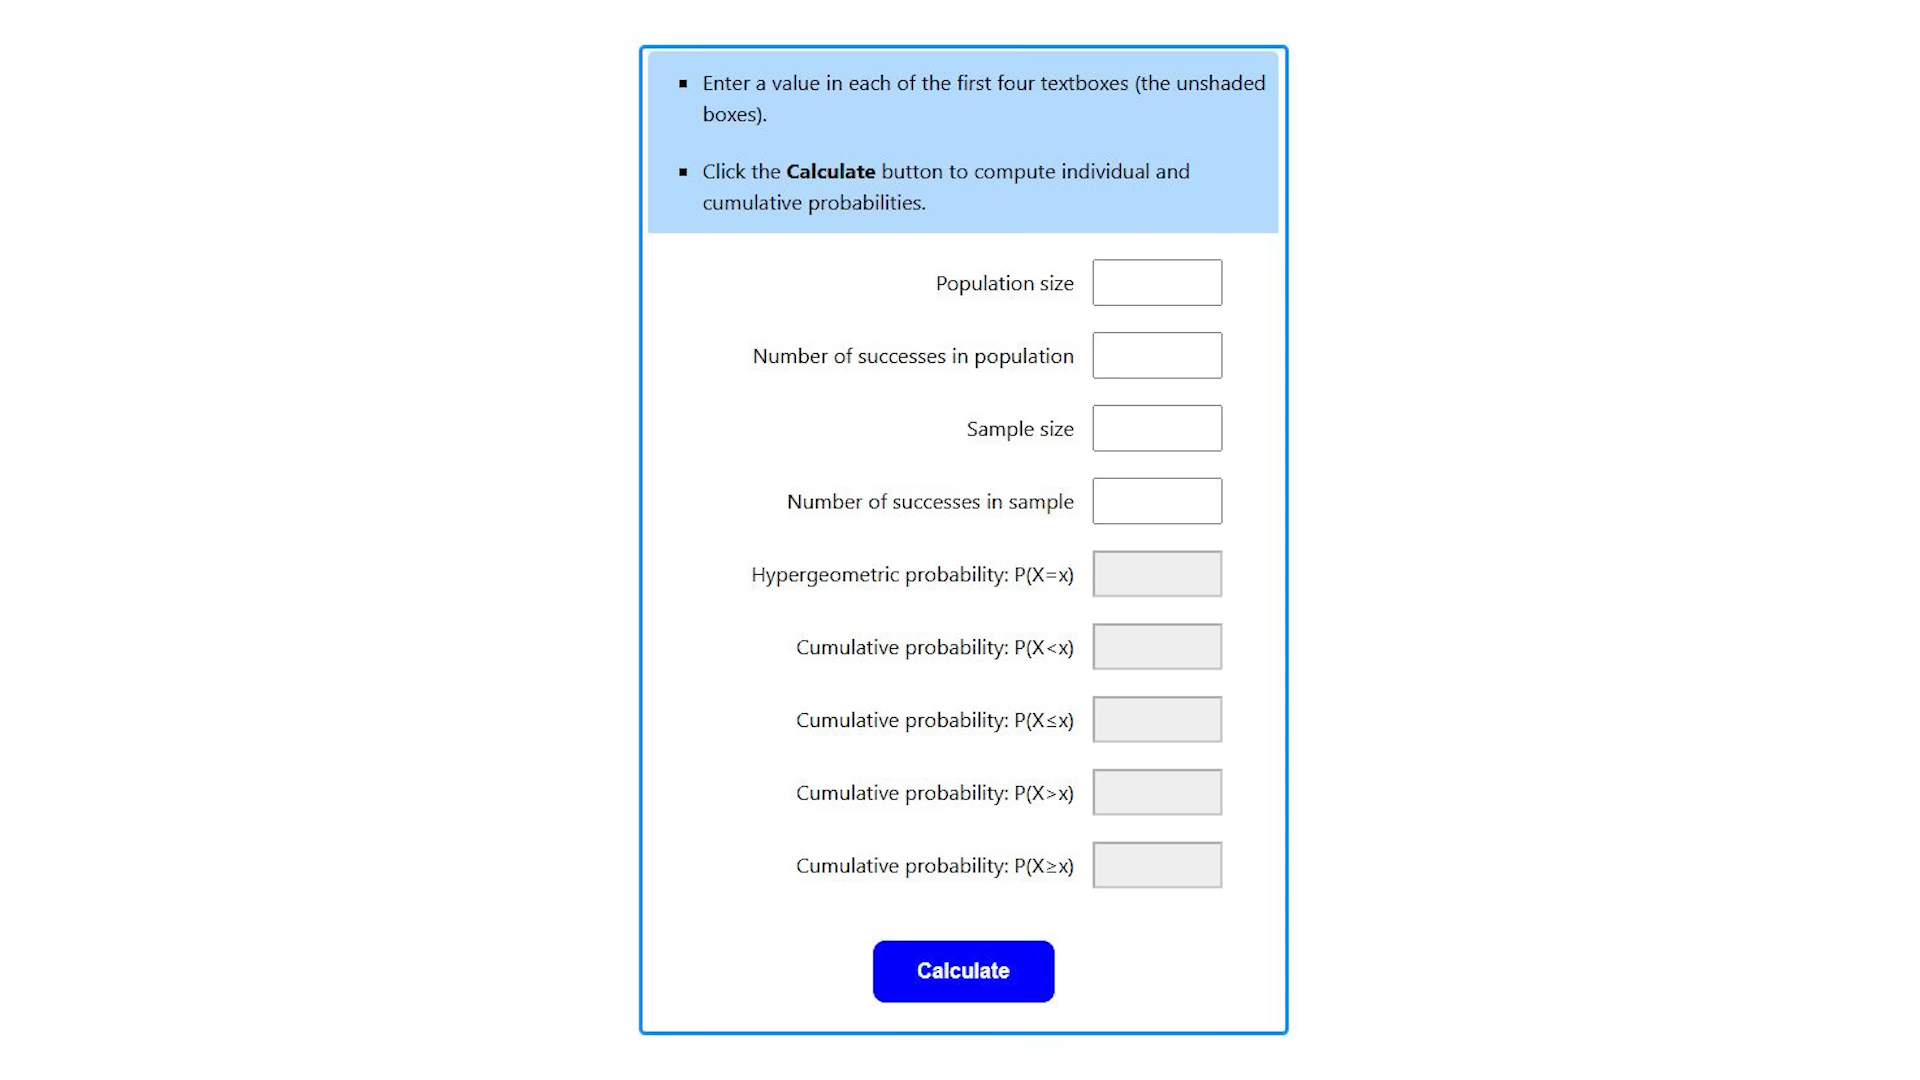 Enter a value in each of the first four textboxes (the unshaded
boxes).
Click the Calculate button to compute individual and
cumulative probabilities.
Population size
Number of successes in population
Sample size
Number of successes in sample
Hypergeometric probability: P(X=x)
Cumulative probability: P(X<x)
Cumulative probability: P(X≤x)
Cumulative probability: P(X>x)
Cumulative probability: P(X≥x)
Calculate